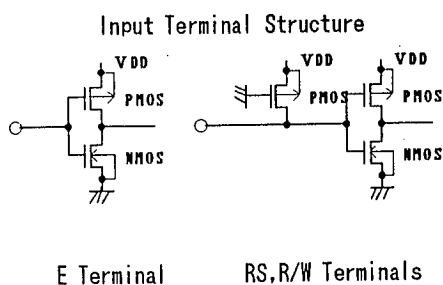 Input Terminal Structure
VDD
PMOS
NMOS
VDD
PMOS
VDD
PMOS
NMOS
E Terminal
RS,R/W Terminals